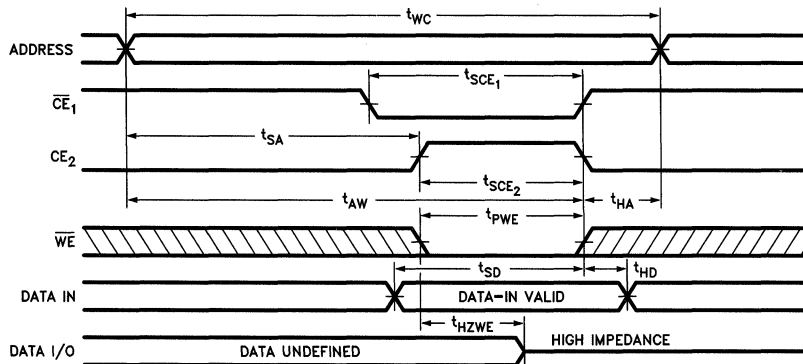 tWC
ADDRESS
tSCE1
CE1
tSA
CE2
tSCE2
tAW
tHA
tPWE
WE
tSD
tHD
DATA IN
DATA-IN VALID
tHZWE
HIGH IMPEDANCE
DATA I/O
DATA UNDEFINED